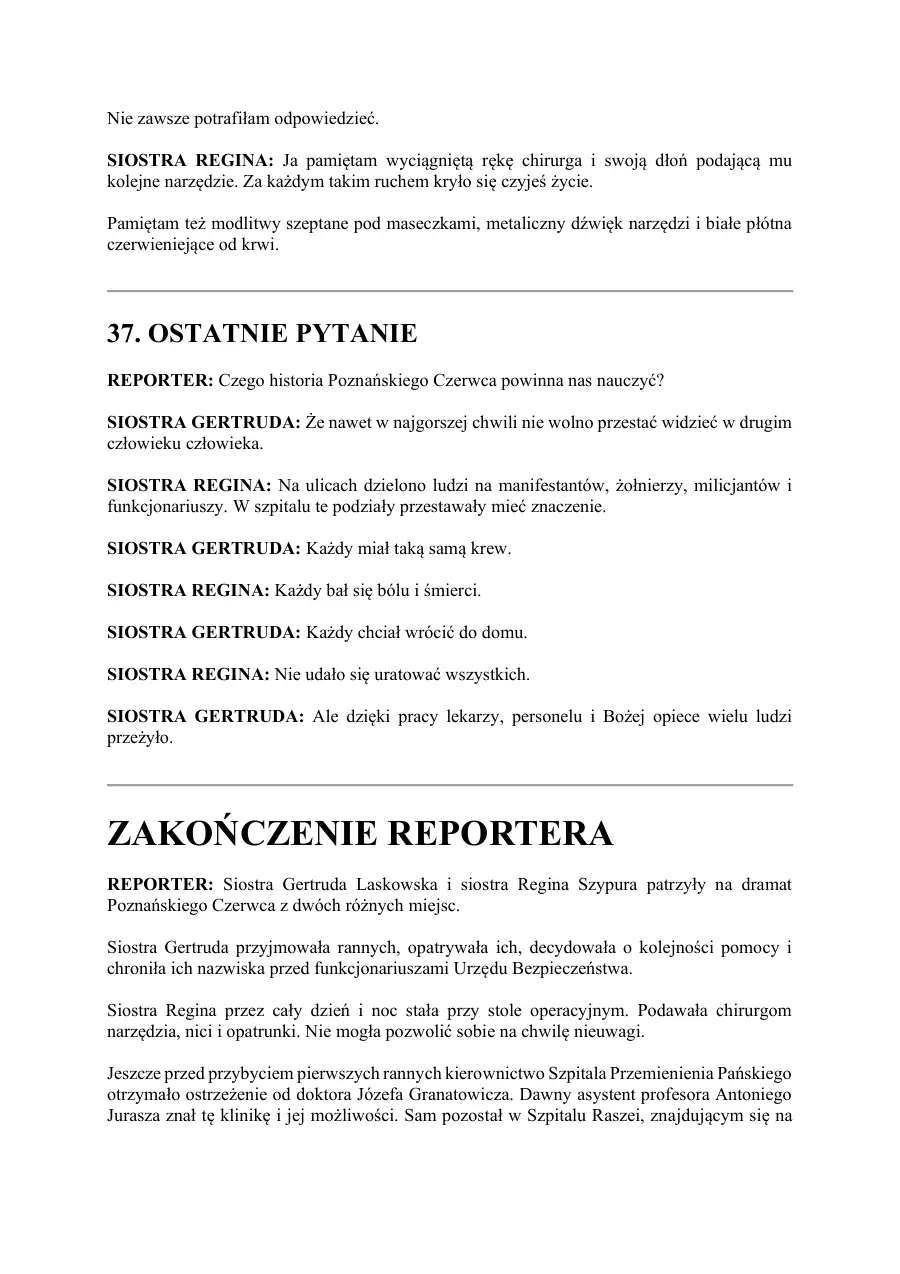 Nie zawsze potrafiłam odpowiedzieć.
SIOSTRA REGINA: Ja pamiętam wyciągniętą rękę chirurga i swoją dłoń podającą mu
kolejne narzędzie. Za każdym takim ruchem kryło się czyjeś życie.
Pamiętam też modlitwy szeptane pod maseczkami, metaliczny dźwięk narzędzi i białe płótna
czerwieniejące od krwi.
37. OSTATNIE PYTANIE
REPORTER: Czego historia Poznańskiego Czerwca powinna nas nauczyć?
SIOSTRA GERTRUDA: Że nawet w najgorszej chwili nie wolno przestać widzieć w drugim
człowieku człowieka.
SIOSTRA REGINA: Na ulicach dzielono ludzi na manifestantów, żołnierzy, milicjantów i
funkcjonariuszy. W szpitalu te podziały przestawały mieć znaczenie.
SIOSTRA GERTRUDA: Każdy miał taką samą krew.
SIOSTRA REGINA: Każdy bał się bólu i śmierci.
SIOSTRA GERTRUDA: Każdy chciał wrócić do domu.
SIOSTRA REGINA: Nie udało się uratować wszystkich.
SIOSTRA GERTRUDA: Ale dzięki pracy lekarzy, personelu i Bożej opiece wielu ludzi
przeżyło.
ZAKOŃCZENIE REPORTERA
REPORTER: Siostra Gertruda Laskowska i siostra Regina Szypura patrzyły na dramat
Poznańskiego Czerwca z dwóch różnych miejsc.
Siostra Gertruda przyjmowała rannych, opatrywała ich, decydowała o kolejności pomocy i
chroniła ich nazwiska przed funkcjonariuszami Urzędu Bezpieczeństwa.
Siostra Regina przez cały dzień i noc stała przy stole operacyjnym. Podawała chirurgom
narzędzia, nici i opatrunki. Nie mogła pozwolić sobie na chwilę nieuwagi.
Jeszcze przed przybyciem pierwszych rannych kierownictwo Szpitala Przemienienia Pańskiego
otrzymało ostrzeżenie od doktora Józefa Granatowicza. Dawny asystent profesora Antoniego
Jurasza znał tę klinikę i jej możliwości. Sam pozostał w Szpitalu Raszei, znajdującym się na